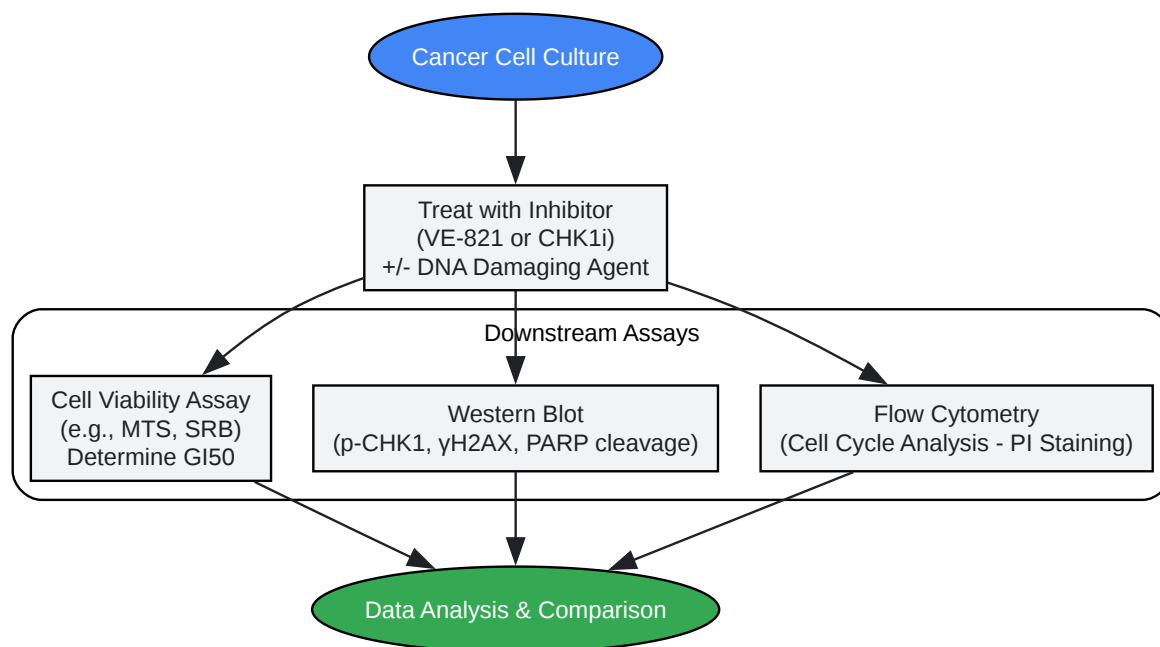 Cancer Cell Culture
Treat with Inhibitor
(VE-821 or CHK1i)
+/- DNA Damaging Agent
Downstream Assays
Cell Viability Assay
(e.g., MTS, SRB)
Determine GI50
Western Blot
(p-CHK1, γH2AX, PARP cleavage)
Flow Cytometry
(Cell Cycle Analysis - PI Staining)
Data Analysis & Comparison